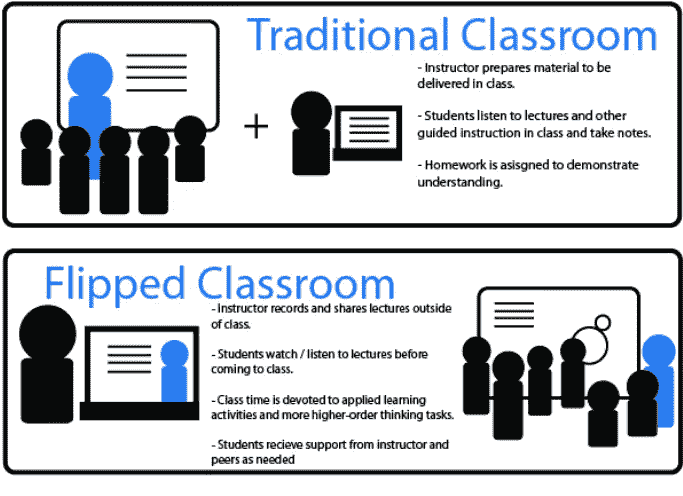 Traditional Classroom
- Instructor prepares material to be
delivered in class.
- Students listen to lectures and other
guided instruction in class and take notes.
- Homework is asisgned to demonstrate
understanding.
Flipped Classroom
- Instructor records and shares lectures outside
of class.
- Students watch / listen to lectures before
coming to class.
- Class time is devoted to applied learning
activities and more higher-order thinking tasks.
- Students recieve support from instructor and
peers as needed